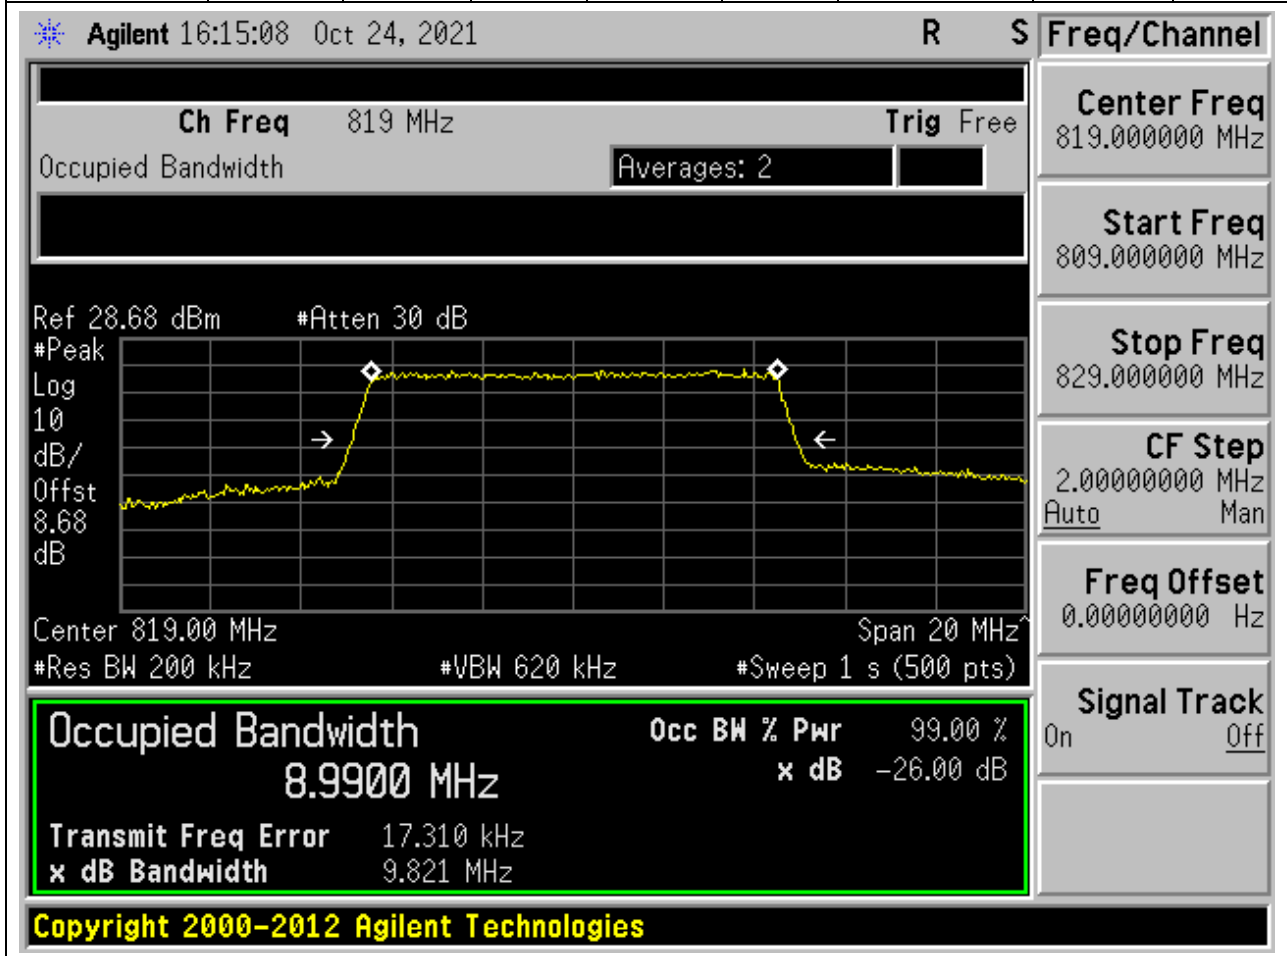 Agilent 16:15:08 Oct 24, 2021 R S
Freq/Channel
Ch Freq 819 MHz Trig Free
Occupied Bandwidth Averages: 2
Ref 28.68 dBm #Atten 30 dB
#Peak
Log
10
dB/
Offst
8.68
dB
Center 819.00 MHz Span 20 MHz^
#Res BW 200 kHz #VBW 620 kHz #Sweep 1 s (500 pts)
Occupied Bandwidth
8.9900 MHz
Occ BW % Pwr 99.00 %
x dB -26.00 dB
Transmit Freq Error 17.310 kHz
x dB Bandwidth 9.821 MHz
Copyright 2000-2012 Agilent Technologies
Center Freq
819.000000 MHz
Start Freq
809.000000 MHz
Stop Freq
829.000000 MHz
CF Step
2.00000000 MHz
Auto Man
Freq Offset
0.00000000 Hz
Signal Track
On Off